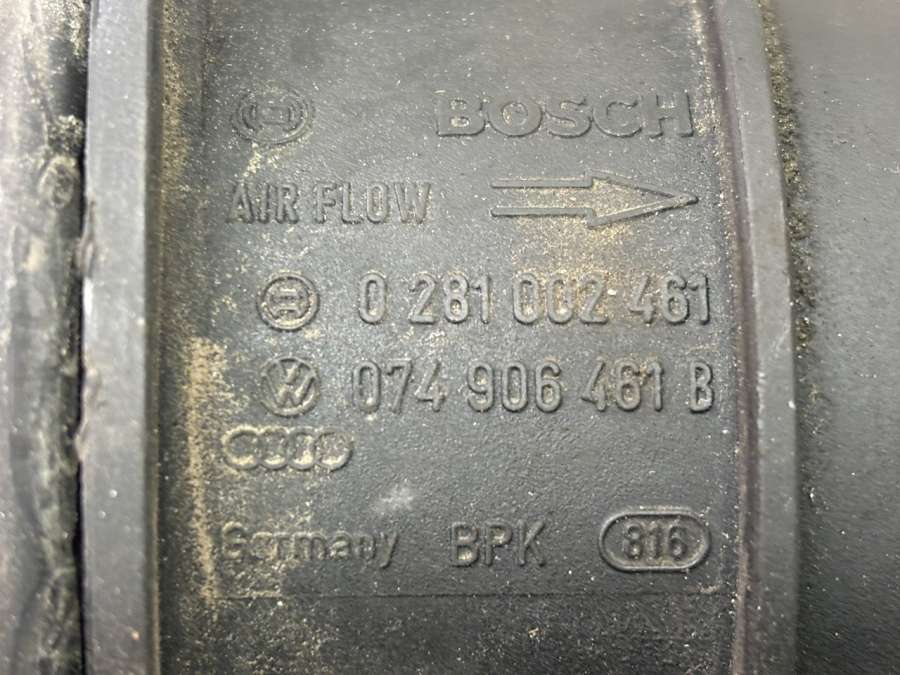 BOSCH
AIR FLOW
0 281 002 461
074 906 461 B
Germany BPK 816